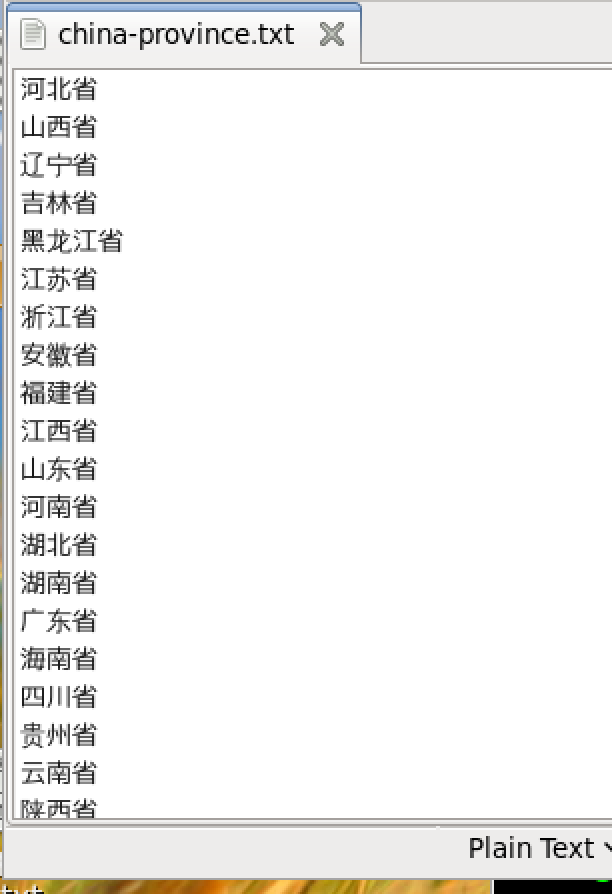 china-province.txt
河北省
山西省
辽宁省
吉林省
黑龙江省
江苏省
浙江省
安徽省
福建省
江西省
山东省
河南省
湖北省
湖南省
广东省
海南省
四川省
贵州省
云南省
陕西省
Plain Text